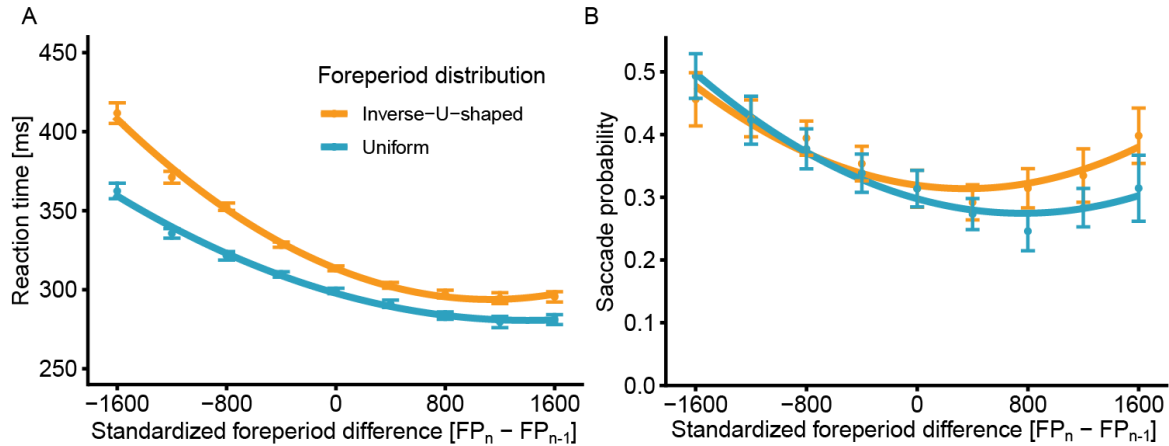 A
450
400
350
300
250
Reaction time [ms]
Foreperiod distribution
Inverse−U−shaped
Uniform
−1600
−800
0
800
1600
Standardized foreperiod difference [FPn − FPn-1]
B
0.5
0.4
0.3
0.2
0.1
0.0
Saccade probability
−1600
−800
0
800
1600
Standardized foreperiod difference [FPn − FPn-1]